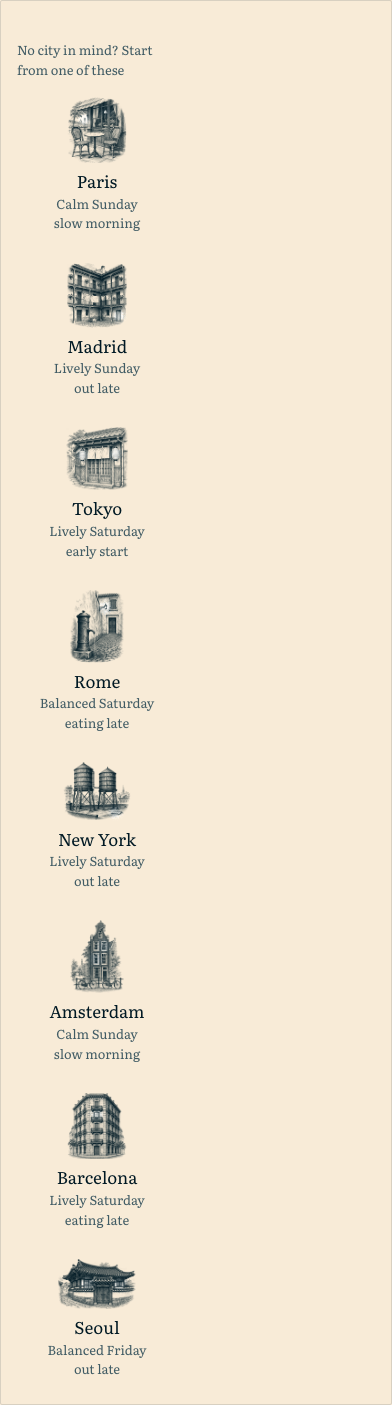 No city in mind? Start
from one of these
Paris
Calm Sunday
slow morning
Madrid
Lively Sunday
out late
Tokyo
Lively Saturday
early start
Rome
Balanced Saturday
eating late
New York
Lively Saturday
out late
Amsterdam
Calm Sunday
slow morning
Barcelona
Lively Saturday
eating late
Seoul
Balanced Friday
out late